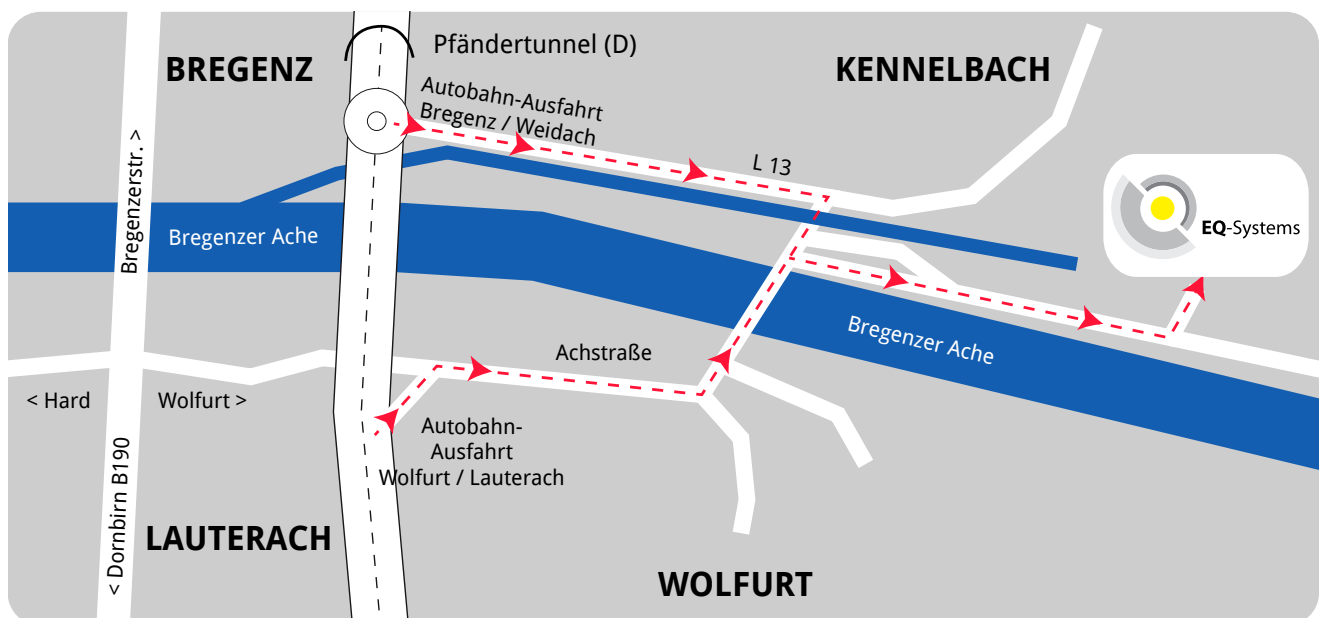 BREGENZ
Pfändertunnel (D)
KENNELBACH
Autobahn-Ausfahrt
Bregenz / Weidach
L 13
Bregenzerstr. >
Bregenzer Ache
EQ-Systems
Bregenzer Ache
Achstraße
< Hard
Wolfurt >
Autobahn-
Ausfahrt
Wolfurt / Lauterach
< Dornbirn B190
LAUTERACH
WOLFURT